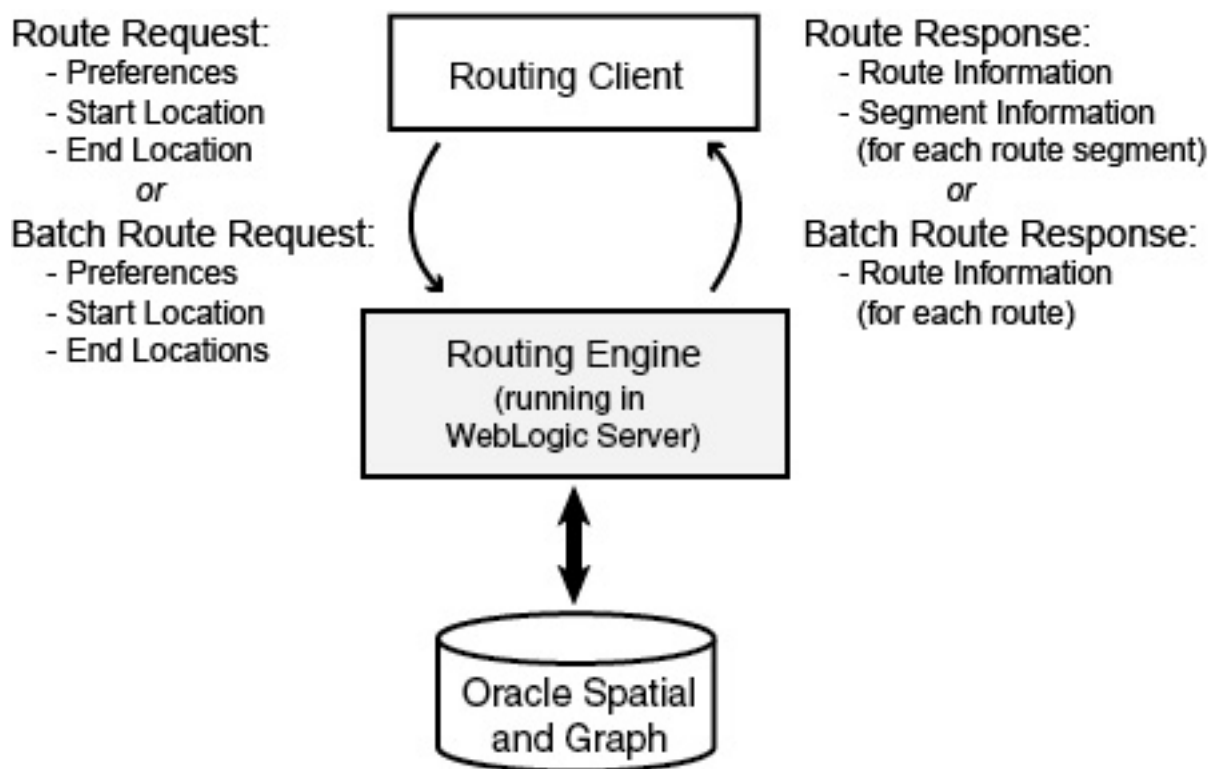 Route Request:
- Preferences
- Start Location
- End Location
or
Batch Route Request:
- Preferences
- Start Location
- End Locations
Routing Client
Route Response:
- Route Information
- Segment Information
(for each route segment)
or
Batch Route Response:
- Route Information
(for each route)
Routing Engine
(running in
WebLogic Server)
Oracle Spatial
and Graph